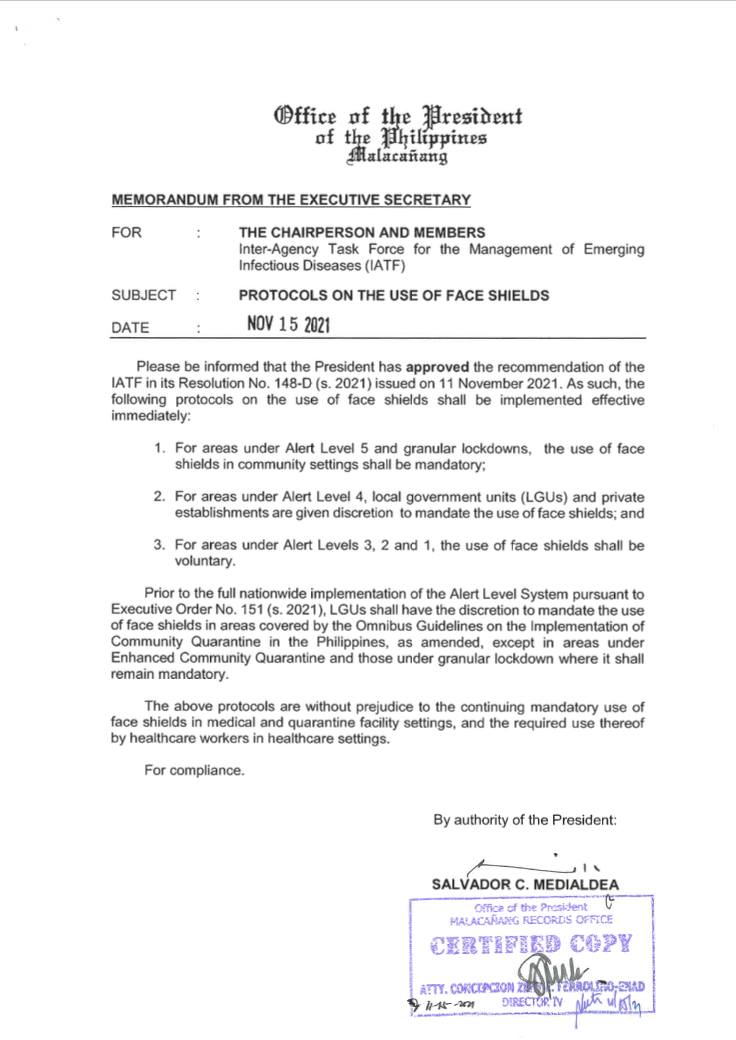 Office of the President
of the Philippines
Malacañang
MEMORANDUM FROM THE EXECUTIVE SECRETARY
FOR : THE CHAIRPERSON AND MEMBERS
Inter-Agency Task Force for the Management of Emerging
Infectious Diseases (IATF)
SUBJECT : PROTOCOLS ON THE USE OF FACE SHIELDS
DATE : NOV 15 2021
Please be informed that the President has approved the recommendation of the
IATF in its Resolution No. 148-D (s. 2021) issued on 11 November 2021. As such, the
following protocols on the use of face shields shall be implemented effective
immediately:
1. For areas under Alert Level 5 and granular lockdowns, the use of face
shields in community settings shall be mandatory;
2. For areas under Alert Level 4, local government units (LGUs) and private
establishments are given discretion to mandate the use of face shields; and
3. For areas under Alert Levels 3, 2 and 1, the use of face shields shall be
voluntary.
Prior to the full nationwide implementation of the Alert Level System pursuant to
Executive Order No. 151 (s. 2021), LGUs shall have the discretion to mandate the use
of face shields in areas covered by the Omnibus Guidelines on the Implementation of
Community Quarantine in the Philippines, as amended, except in areas under
Enhanced Community Quarantine and those under granular lockdown where it shall
remain mandatory.
The above protocols are without prejudice to the continuing mandatory use of
face shields in medical and quarantine facility settings, and the required use thereof
by healthcare workers in healthcare settings.
For compliance.
By authority of the President:
SALVADOR C. MEDIALDEA
Office of the President
MALACAÑANG RECORDS OFFICE
CERTIFIED COPY
ATTY. CONCEPCION FERROLINO-ENAD
DIRECTOR IV
11-15-2021